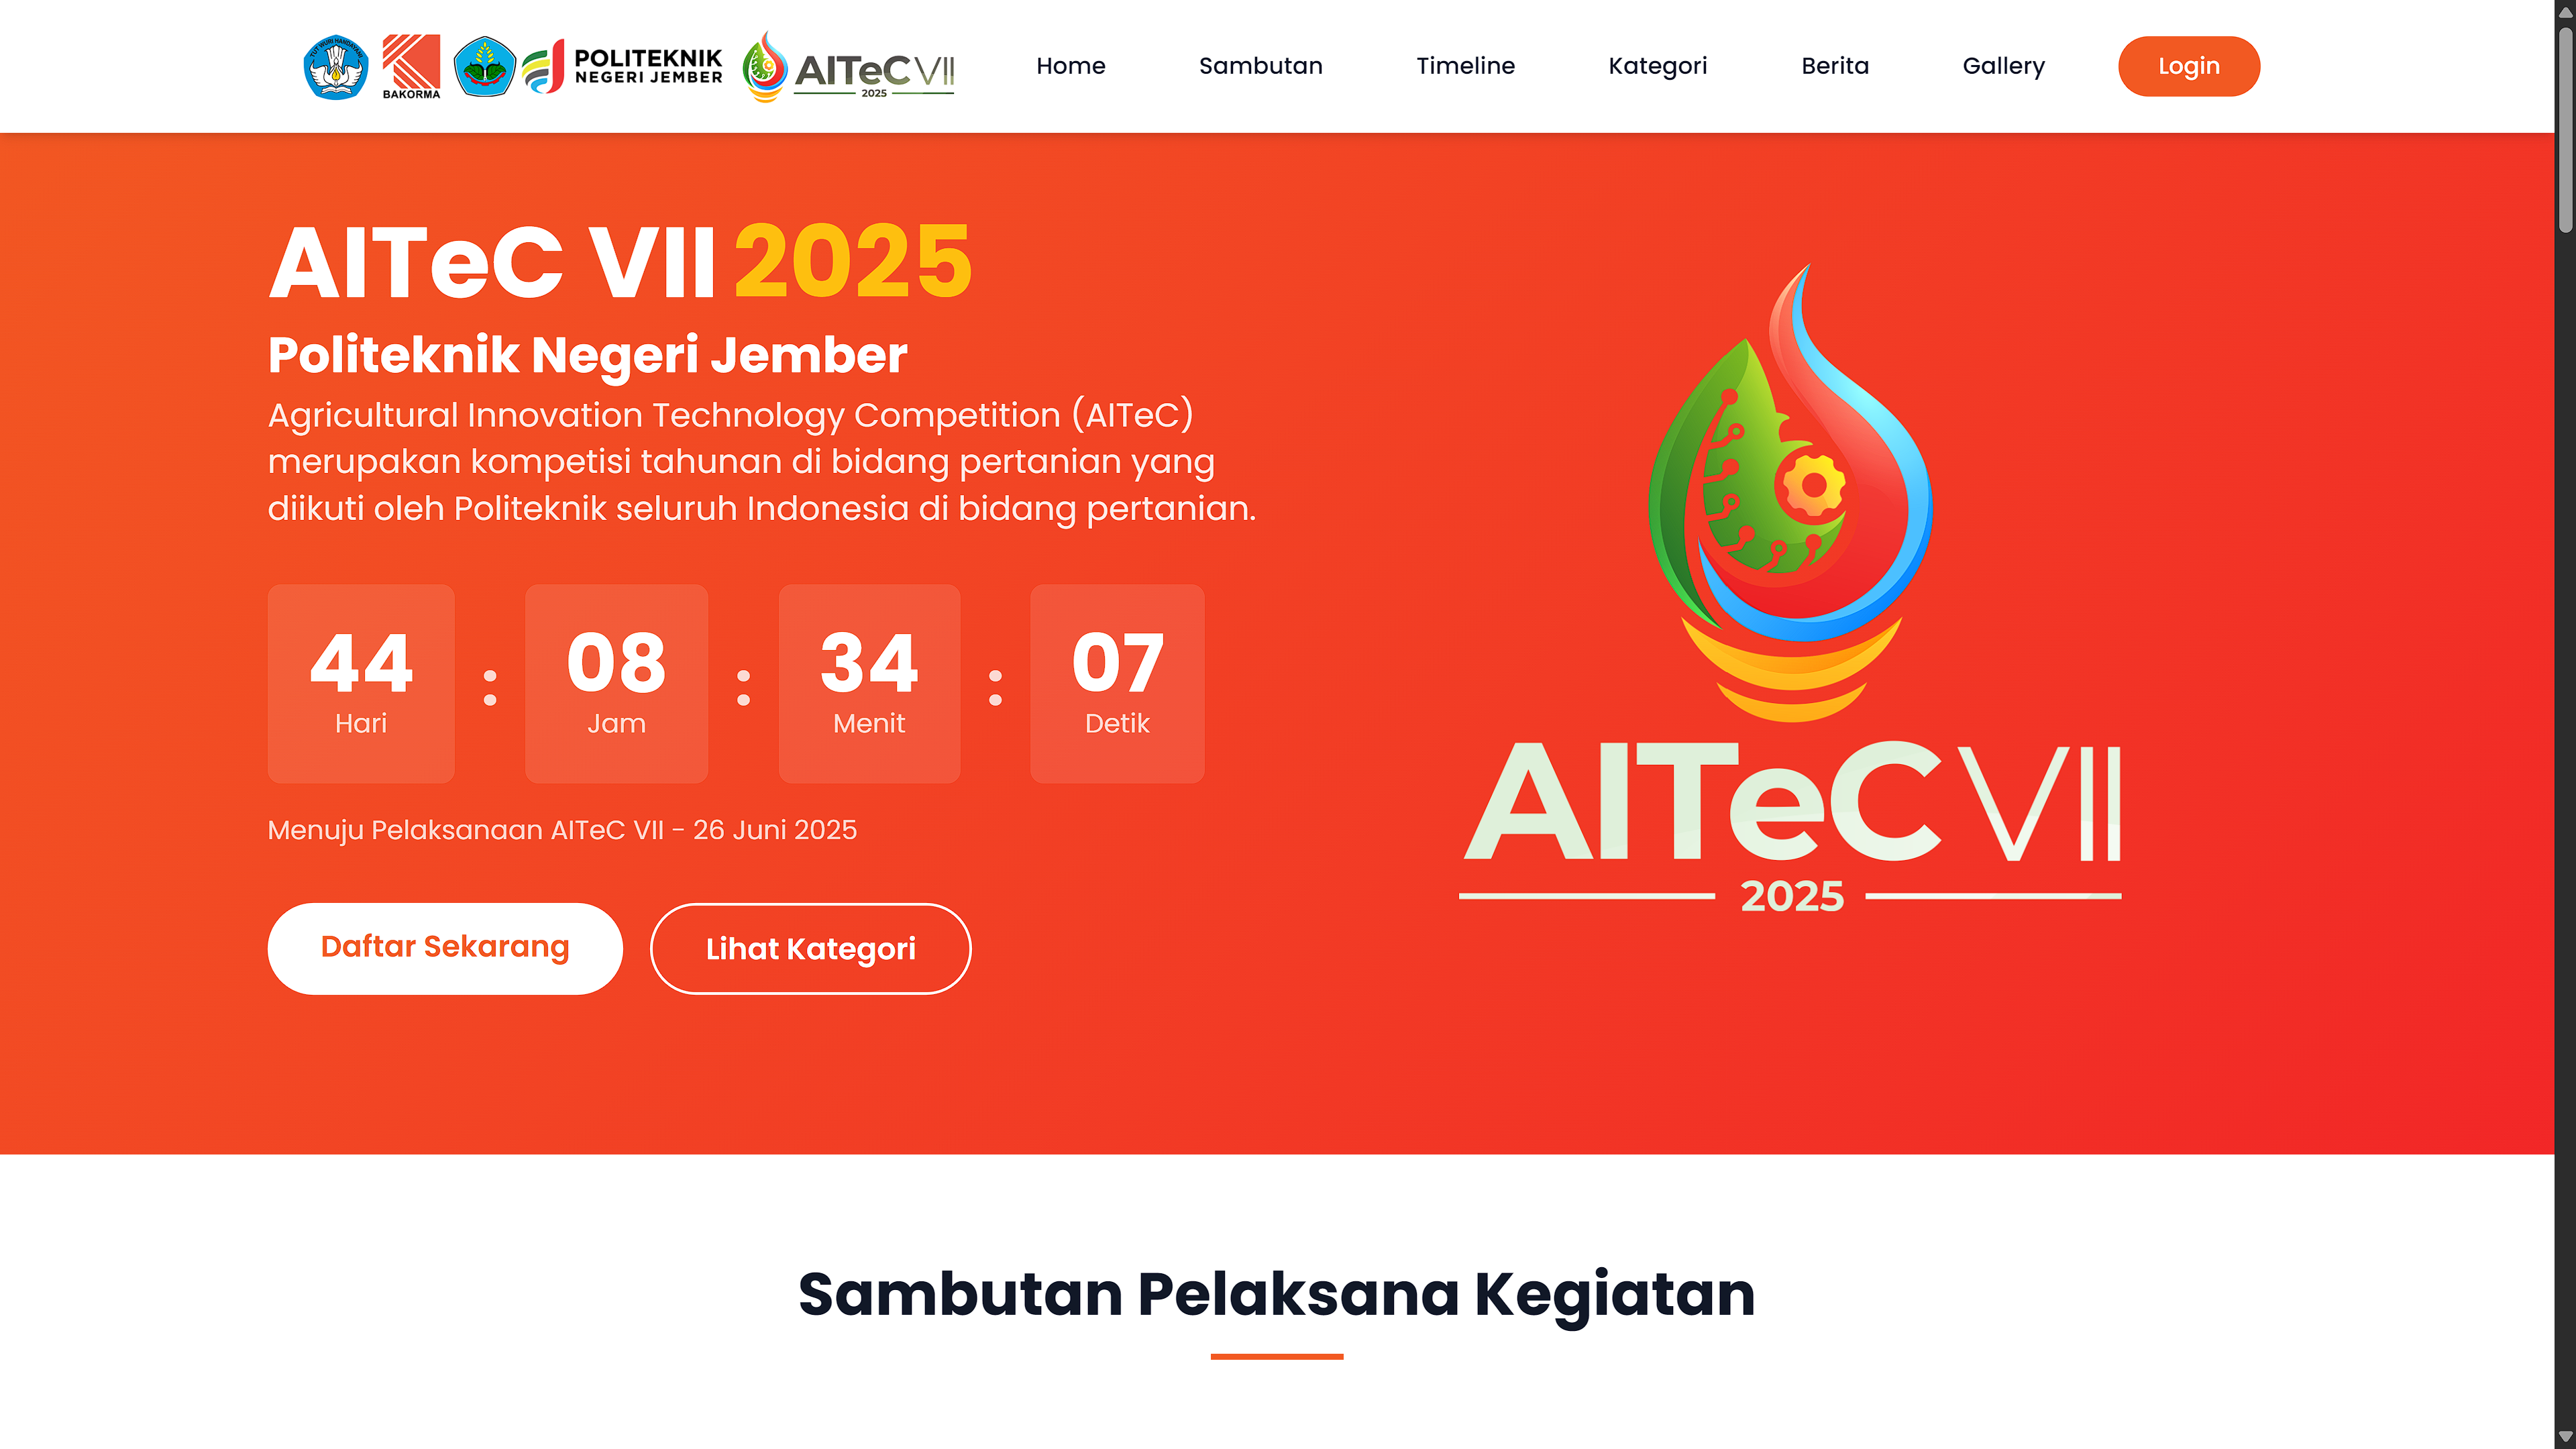 TUT WURI HANDAYANI
BAKORMA
POLITEKNIK
NEGERI JEMBER
AITeC VII
2025
Home
Sambutan
Timeline
Kategori
Berita
Gallery
Login
AITeC VII 2025
Politeknik Negeri Jember
Agricultural Innovation Technology Competition (AITeC)
merupakan kompetisi tahunan di bidang pertanian yang
diikuti oleh Politeknik seluruh Indonesia di bidang pertanian.
44 : 08 : 34 : 07
Hari Jam Menit Detik
Menuju Pelaksanaan AITeC VII - 26 Juni 2025
Daftar Sekarang
Lihat Kategori
AITeC VII
2025
Sambutan Pelaksana Kegiatan